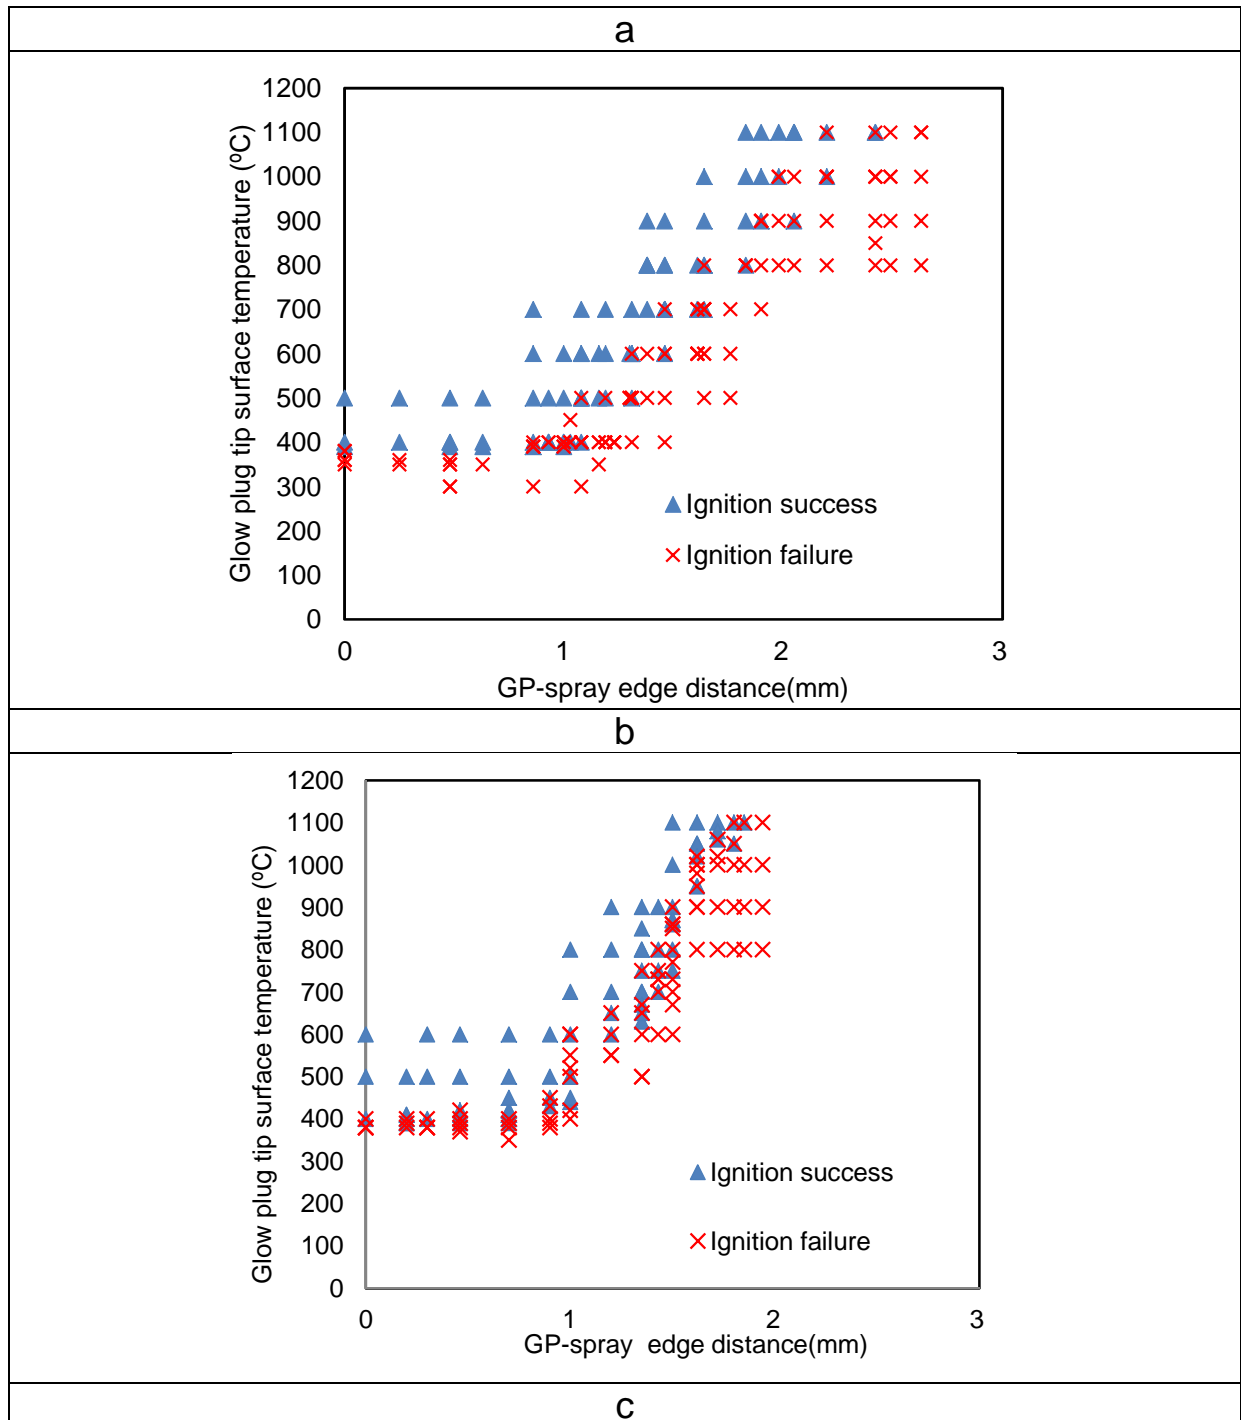 a
1200
1100
1000
900
800
700
600
500
400
300
200
100
0
Glow plug tip surface temperature (ºC)
Ignition success
Ignition failure
0 1 2 3
GP-spray edge distance(mm)
b
1200
1100
1000
900
800
700
600
500
400
300
200
100
0
Glow plug tip surface temperature (ºC)
Ignition success
Ignition failure
0 1 2 3
GP-spray edge distance(mm)
c